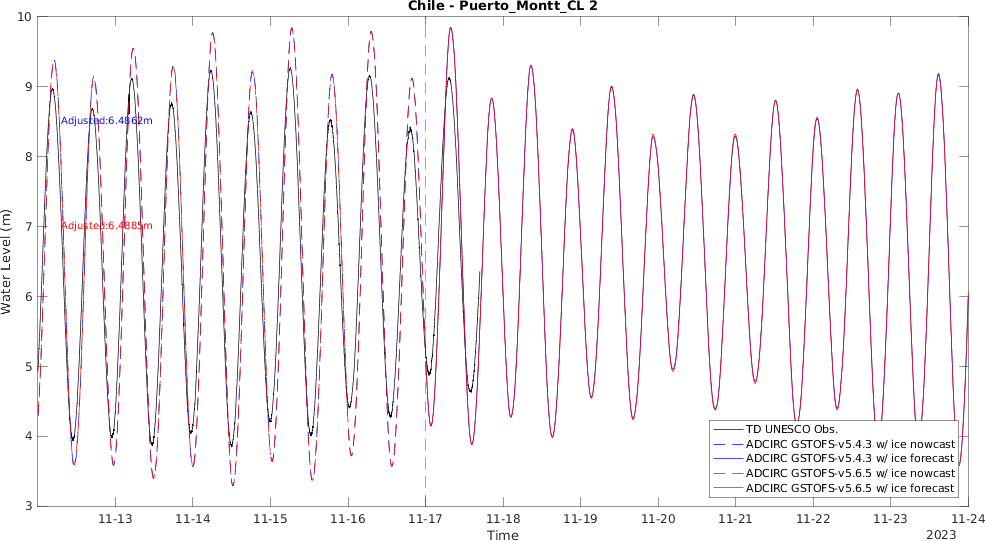 Chile - Puerto_Montt_CL 2
10
9
8
7
6
5
4
3
Water Level (m)
Adjusted:6.4862m
Adjusted:6.4885m
TD UNESCO Obs.
ADCIRC GSTOFS-v5.4.3 w/ ice nowcast
ADCIRC GSTOFS-v5.4.3 w/ ice forecast
ADCIRC GSTOFS-v5.6.5 w/ ice nowcast
ADCIRC GSTOFS-v5.6.5 w/ ice forecast
11-13 11-14 11-15 11-16 11-17 11-18 11-19 11-20 11-21 11-22 11-23 11-24
Time
2023